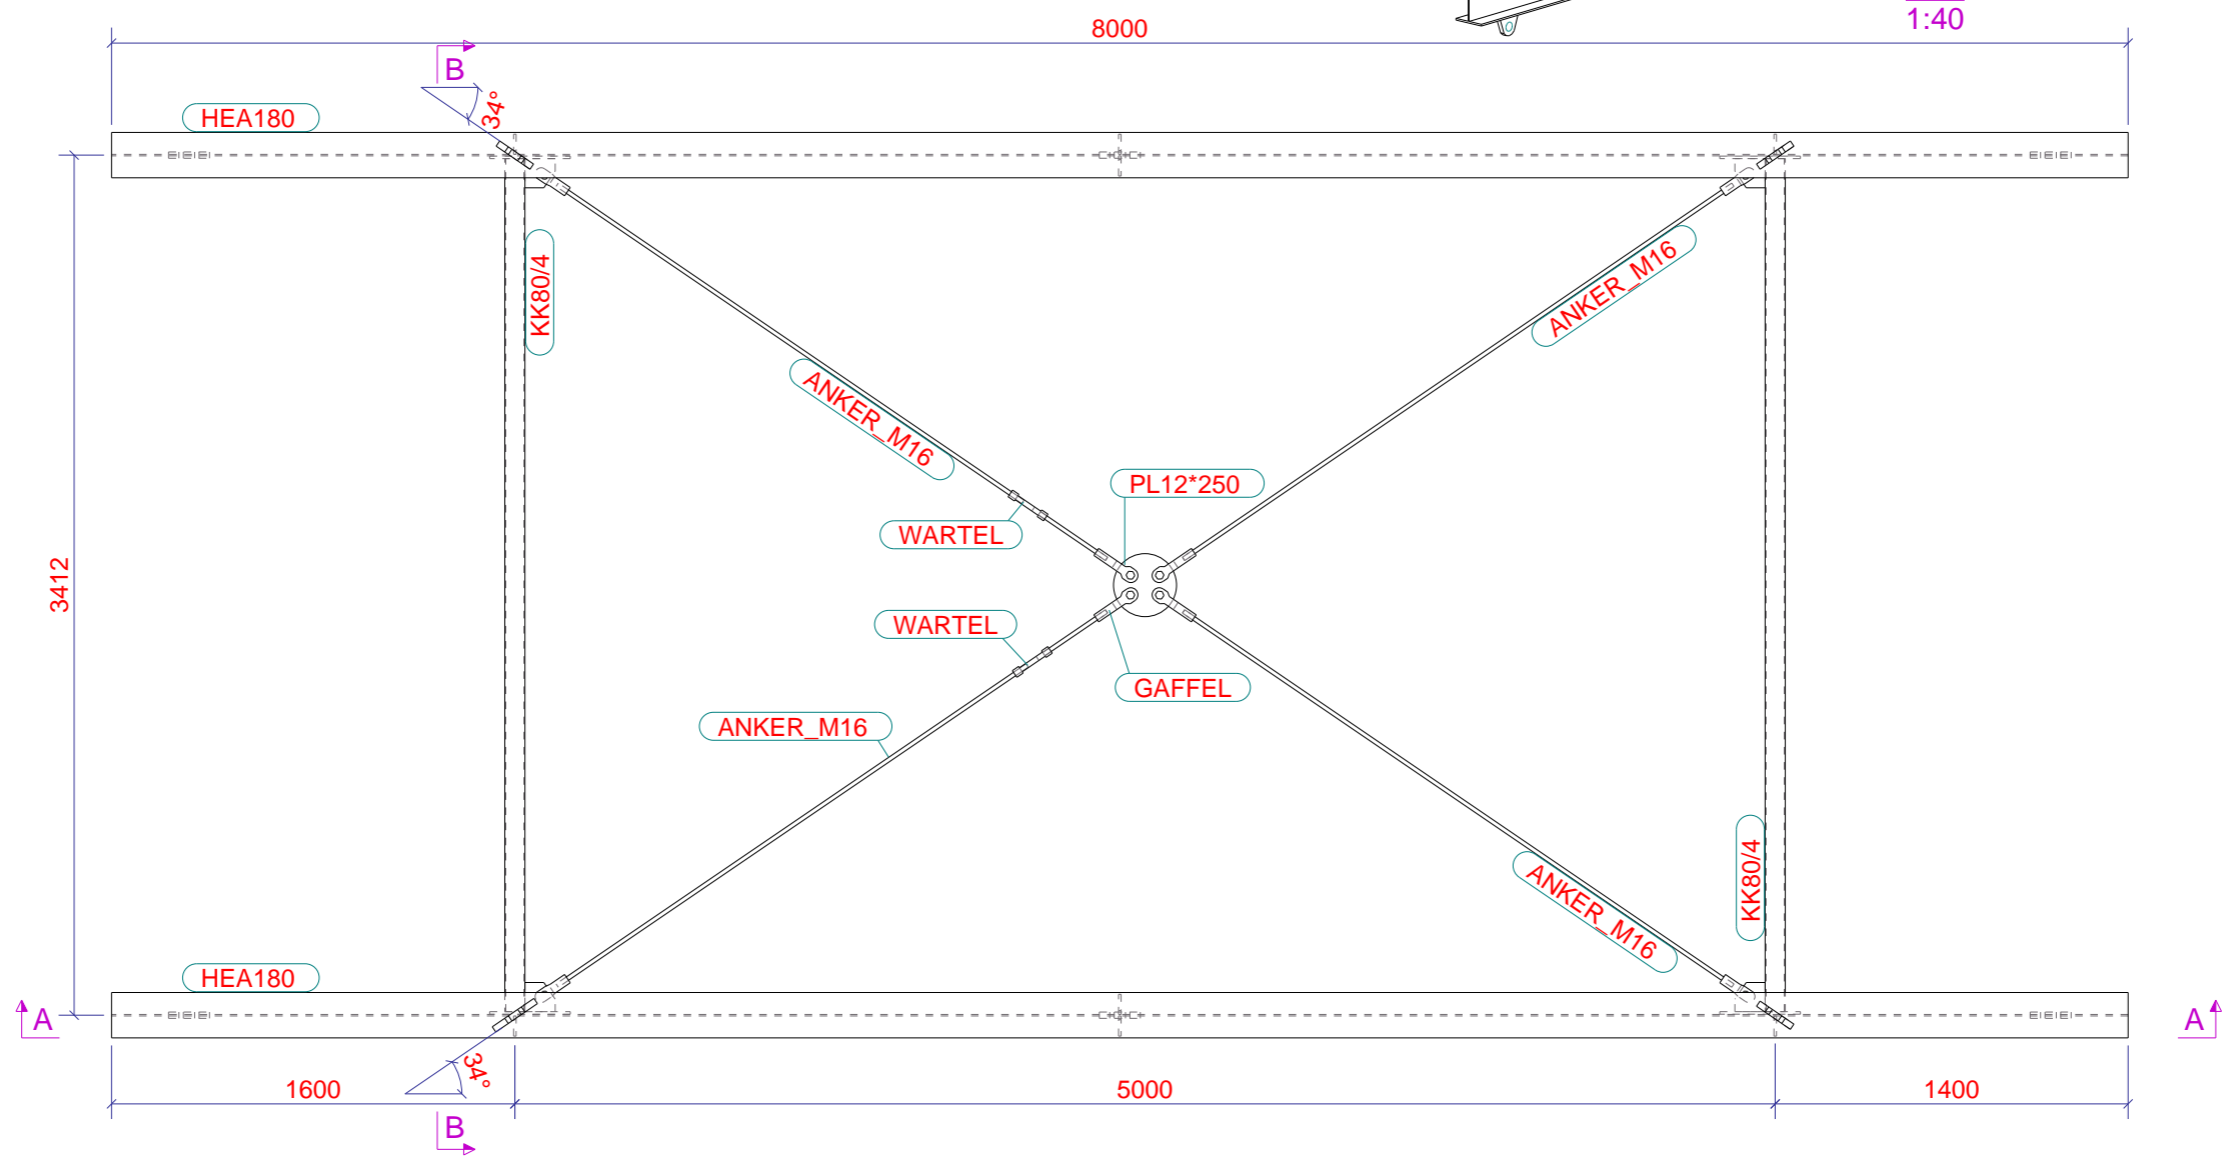 1:40
8000
B
34°
HEA180
KK80/4
ANKER_M16
ANKER_M16
PL12*250
WARTEL
3412
WARTEL
GAFFEL
ANKER_M16
KK80/4
ANKER_M16
HEA180
A
A
34°
1600
5000
1400
B